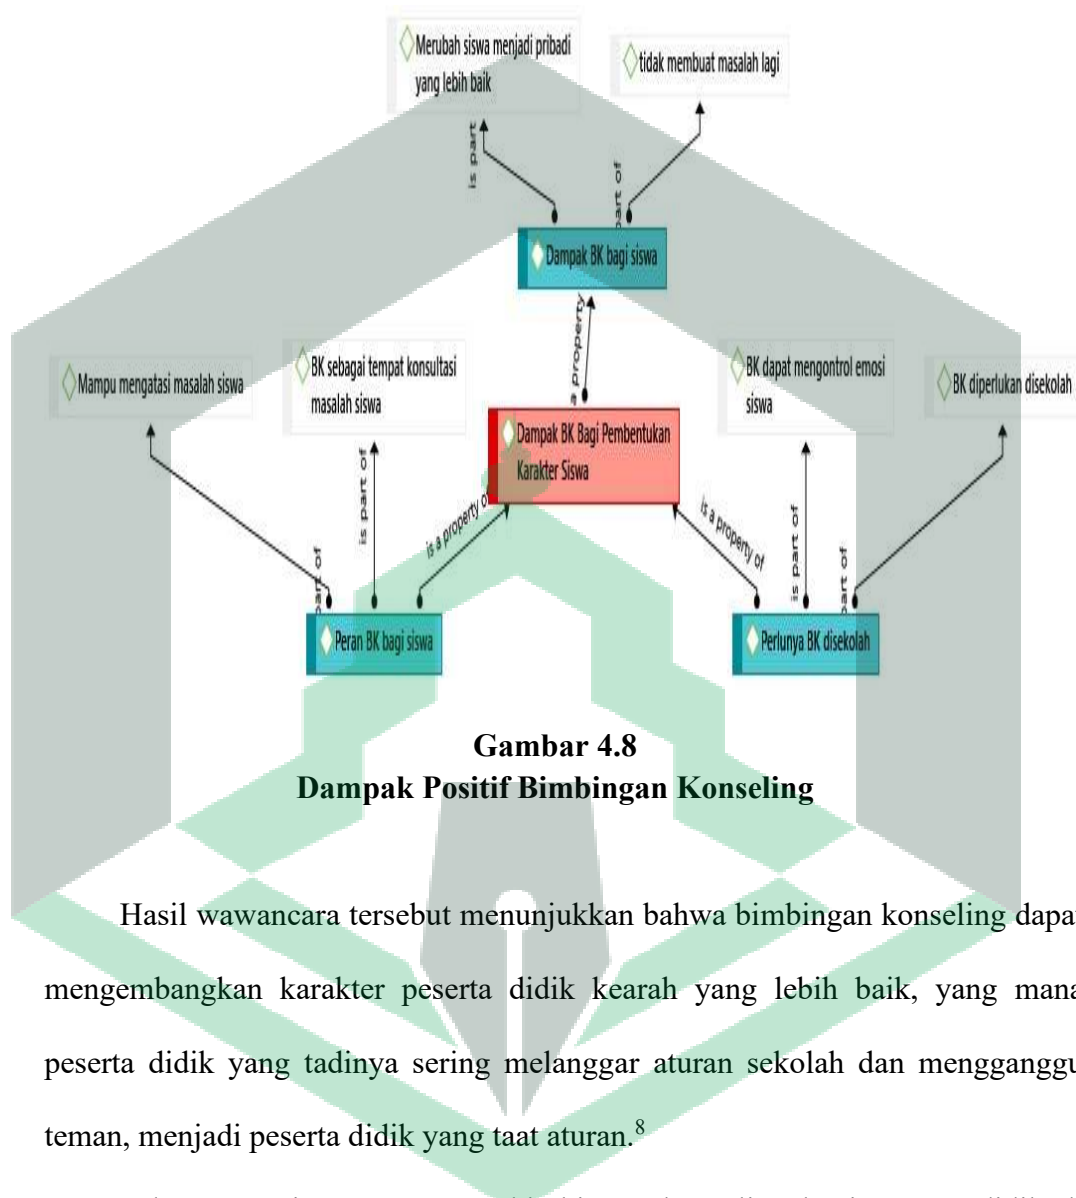 Merubah siswa menjadi pribadi
yang lebih baik
tidak membuat masalah lagi
is part
part of
Dampak BK bagi siswa
a property
Mampu mengatasi masalah siswa
BK sebagai tempat konsultasi
masalah siswa
BK dapat mengontrol emosi
siswa
BK diperlukan disekolah
Dampak BK Bagi Pembentukan
Karakter Siswa
part of
is part of
is a property of
is a property of
is part of
part of
Peran BK bagi siswa
Perlunya BK disekolah
Gambar 4.8
Dampak Positif Bimbingan Konseling
Hasil wawancara tersebut menunjukkan bahwa bimbingan konseling dapa
mengembangkan karakter peserta didik kearah yang lebih baik, yang mana
peserta didik yang tadinya sering melanggar aturan sekolah dan mengganggu
teman, menjadi peserta didik yang taat aturan.8